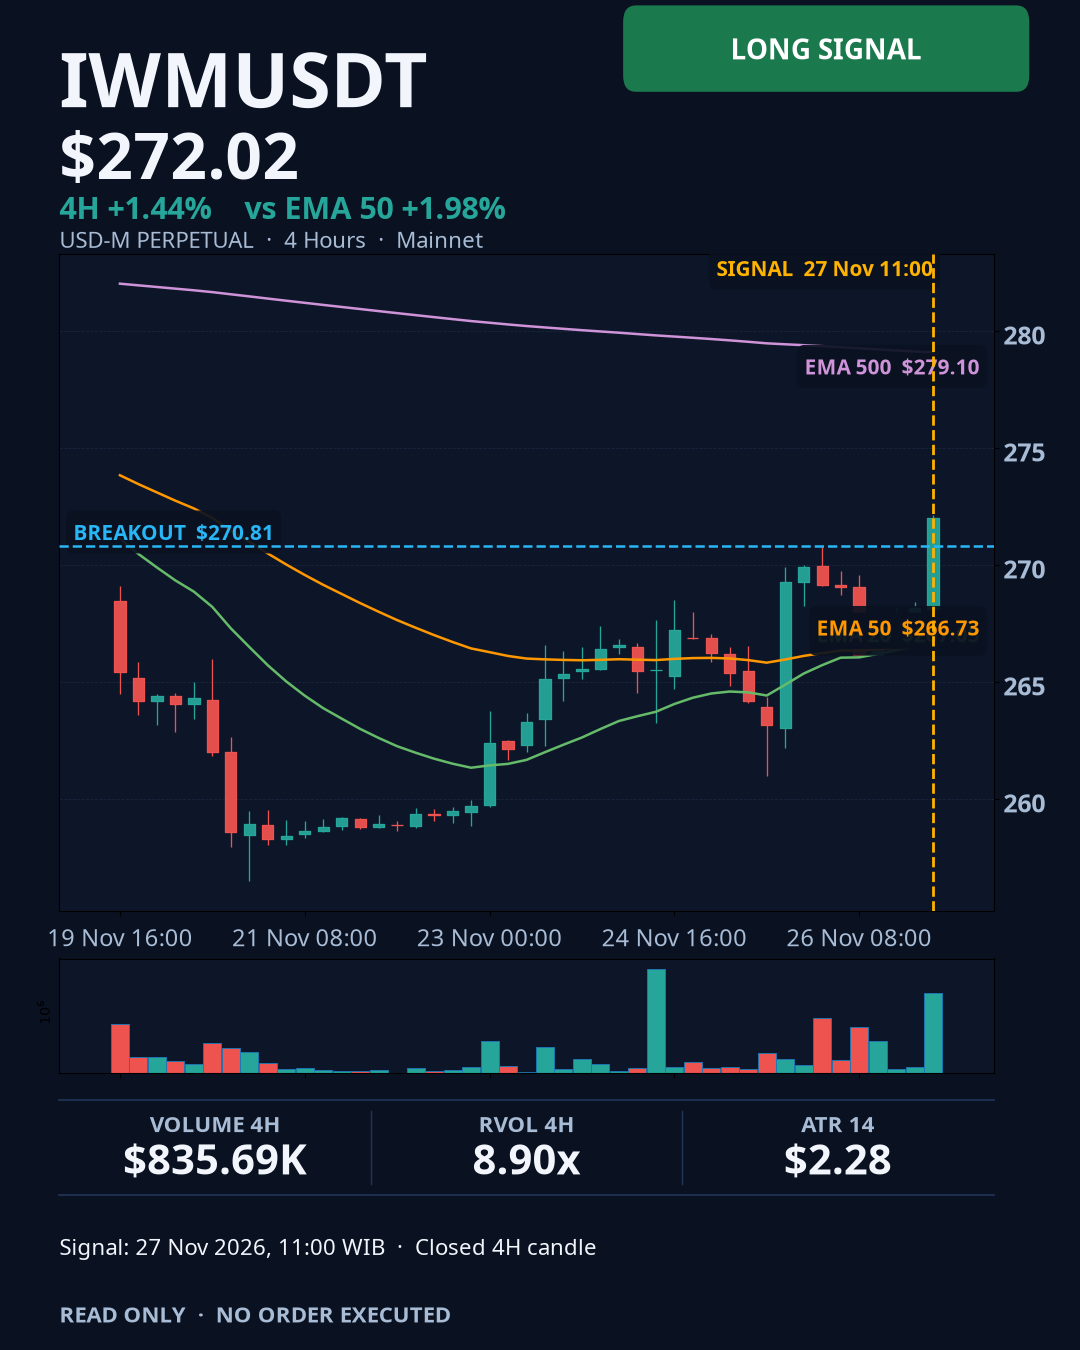 LONG SIGNAL
IWMUSDT
$272.02
4H +1.44% vs EMA 50 +1.98%
USD-M PERPETUAL · 4 Hours · Mainnet
SIGNAL 27 Nov 11:00
280
EMA 500 $279.10
275
BREAKOUT $270.81
270
EMA 50 $266.73
265
260
19 Nov 16:00 21 Nov 08:00 23 Nov 00:00 24 Nov 16:00 26 Nov 08:00
10⁶
VOLUME 4H RVOL 4H ATR 14
$835.69K 8.90x $2.28
Signal: 27 Nov 2026, 11:00 WIB · Closed 4H candle
READ ONLY · NO ORDER EXECUTED